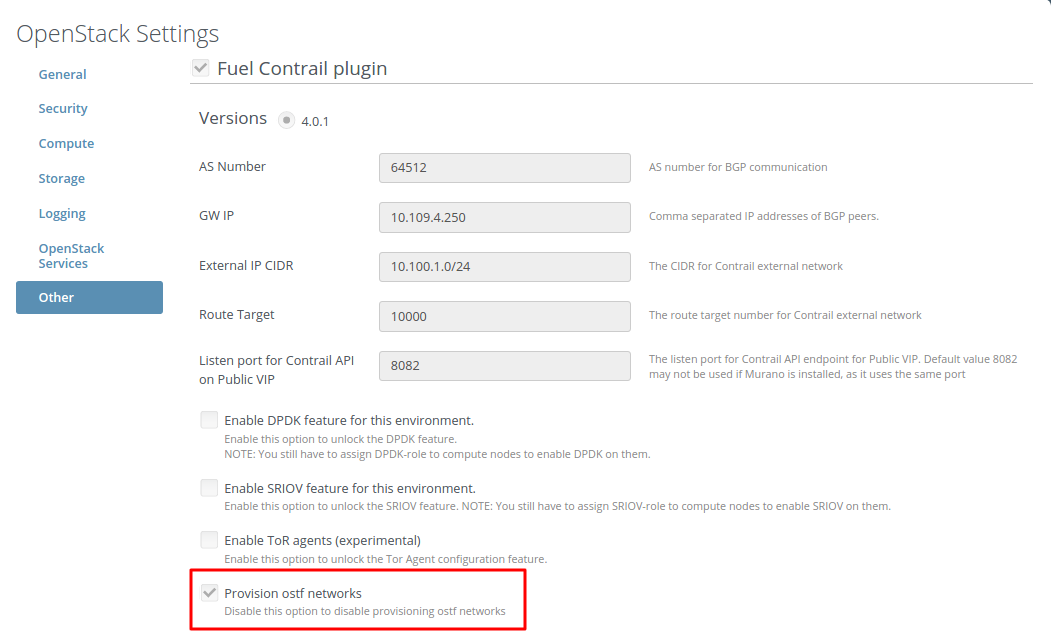 OpenStack Settings
General
Security
Compute
Storage
Logging
OpenStack
Services
Other
Fuel Contrail plugin
Versions 4.0.1
AS Number 64512 AS number for BGP communication
GW IP 10.109.4.250 Comma separated IP addresses of BGP peers.
External IP CIDR 10.100.1.0/24 The CIDR for Contrail external network
Route Target 10000 The route target number for Contrail external network
Listen port for Contrail API
on Public VIP
8082
The listen port for Contrail API endpoint for Public VIP. Default value 8082
may not be used if Murano is installed, as it uses the same port
Enable DPDK feature for this environment.
Enable this option to unlock the DPDK feature.
NOTE: You still have to assign DPDK-role to compute nodes to enable DPDK on them.
Enable SRIOV feature for this environment.
Enable this option to unlock the SRIOV feature. NOTE: You still have to assign SRIOV-role to compute nodes to enable SRIOV on them.
Enable ToR agents (experimental)
Enable this option to unlock the Tor Agent configuration feature.
Provision ostf networks
Disable this option to disable provisioning ostf networks